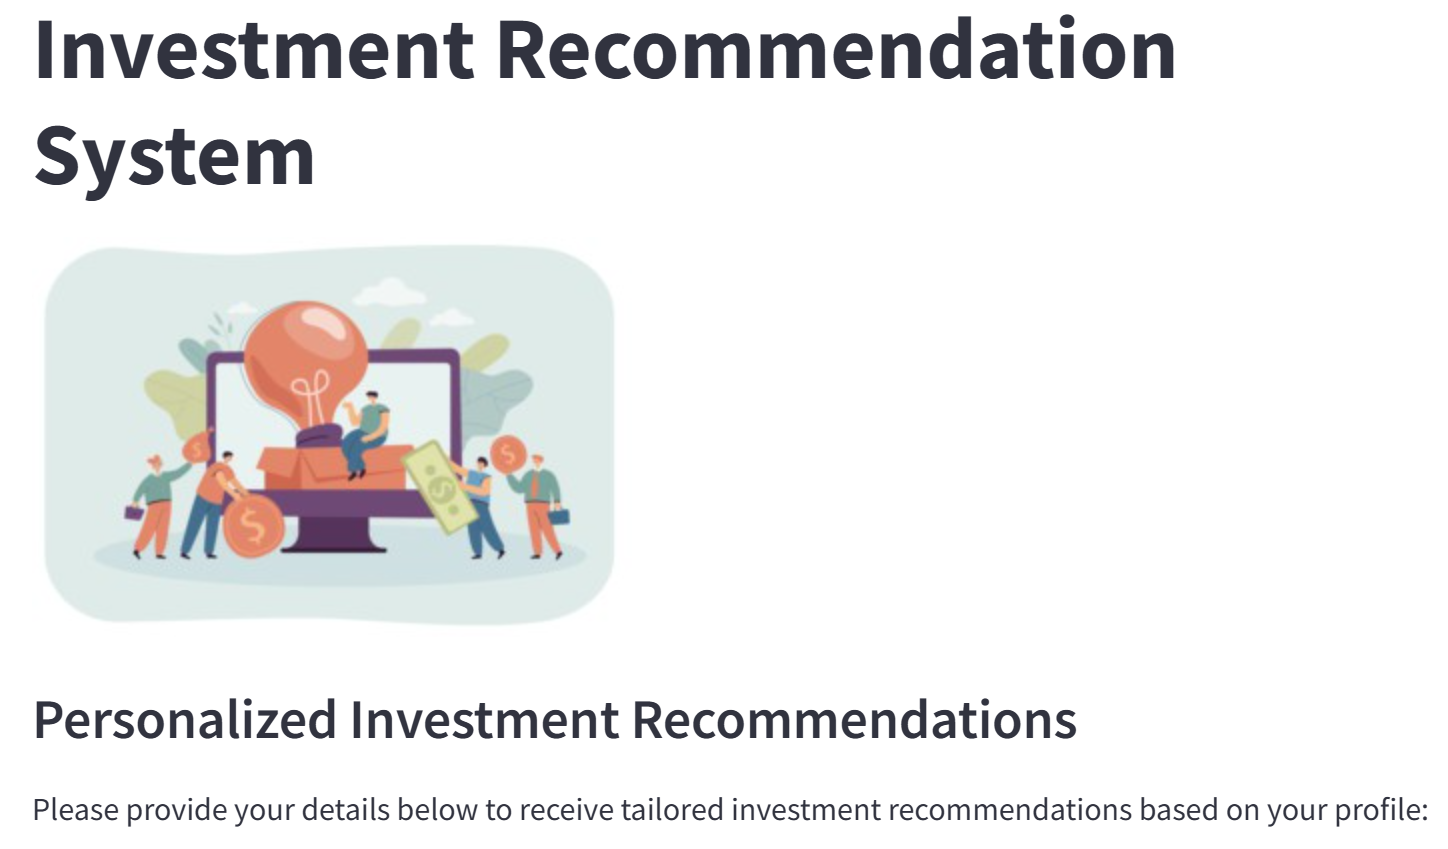 Investment Recommendation
System
$
$
$
$
Personalized Investment Recommendations
Please provide your details below to receive tailored investment recommendations based on your profile: